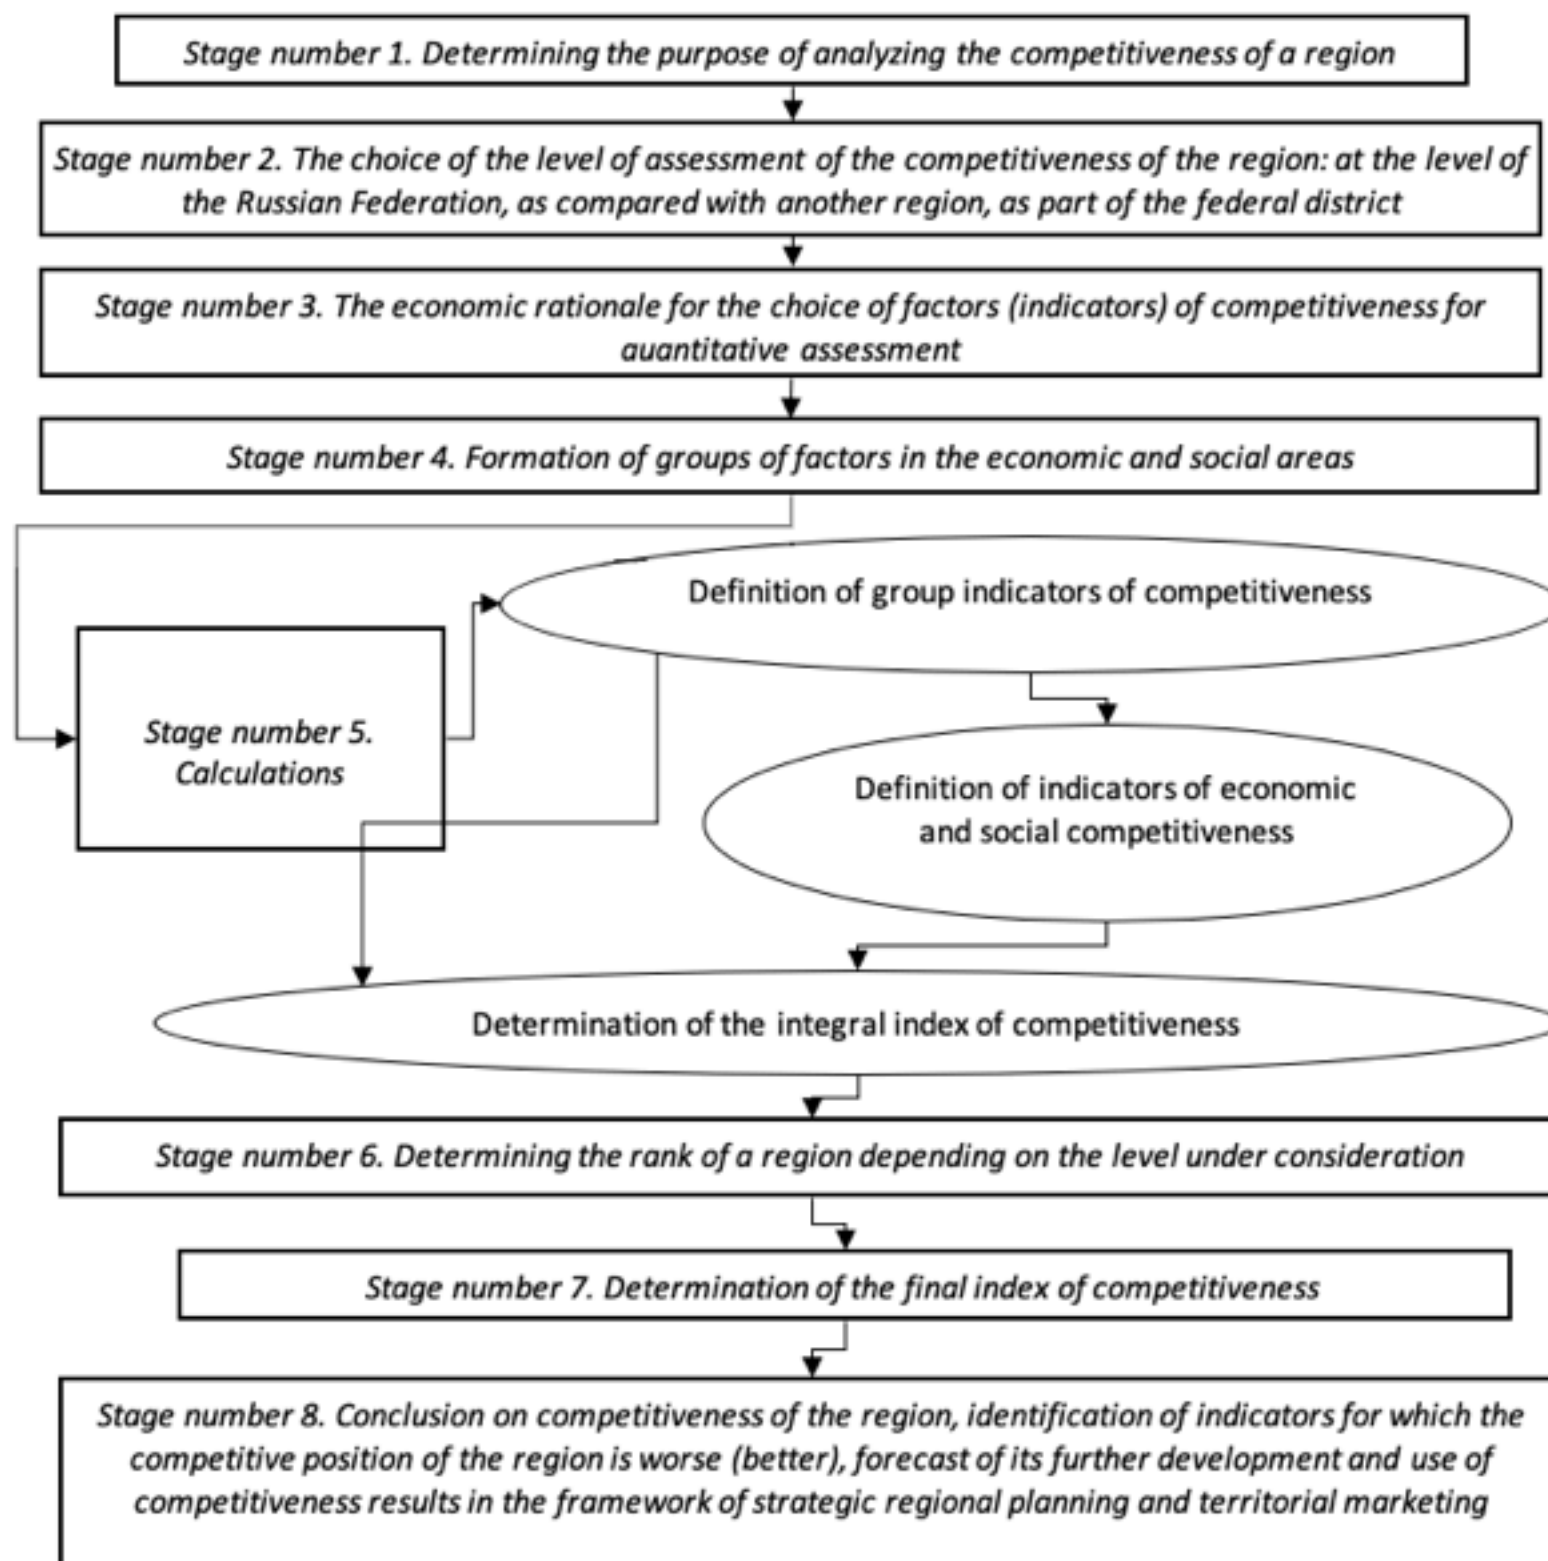 Stage number 1. Determining the purpose of analyzing the competitiveness of a region
Stage number 2. The choice of the level of assessment of the competitiveness of the region: at the level of
the Russian Federation, as compared with another region, as part of the federal district
Stage number 3. The economic rationale for the choice of factors (indicators) of competitiveness for
auantitative assessment
Stage number 4. Formation of groups of factors in the economic and social areas
Definition of group indicators of competitiveness
Stage number 5.
Calculations
Definition of indicators of economic
and social competitiveness
Determination of the integral index of competitiveness
Stage number 6. Determining the rank of a region depending on the level under consideration
Stage number 7. Determination of the final index of competitiveness
Stage number 8. Conclusion on competitiveness of the region, identification of indicators for which the
competitive position of the region is worse (better), forecast of its further development and use of
competitiveness results in the framework of strategic regional planning and territorial marketing